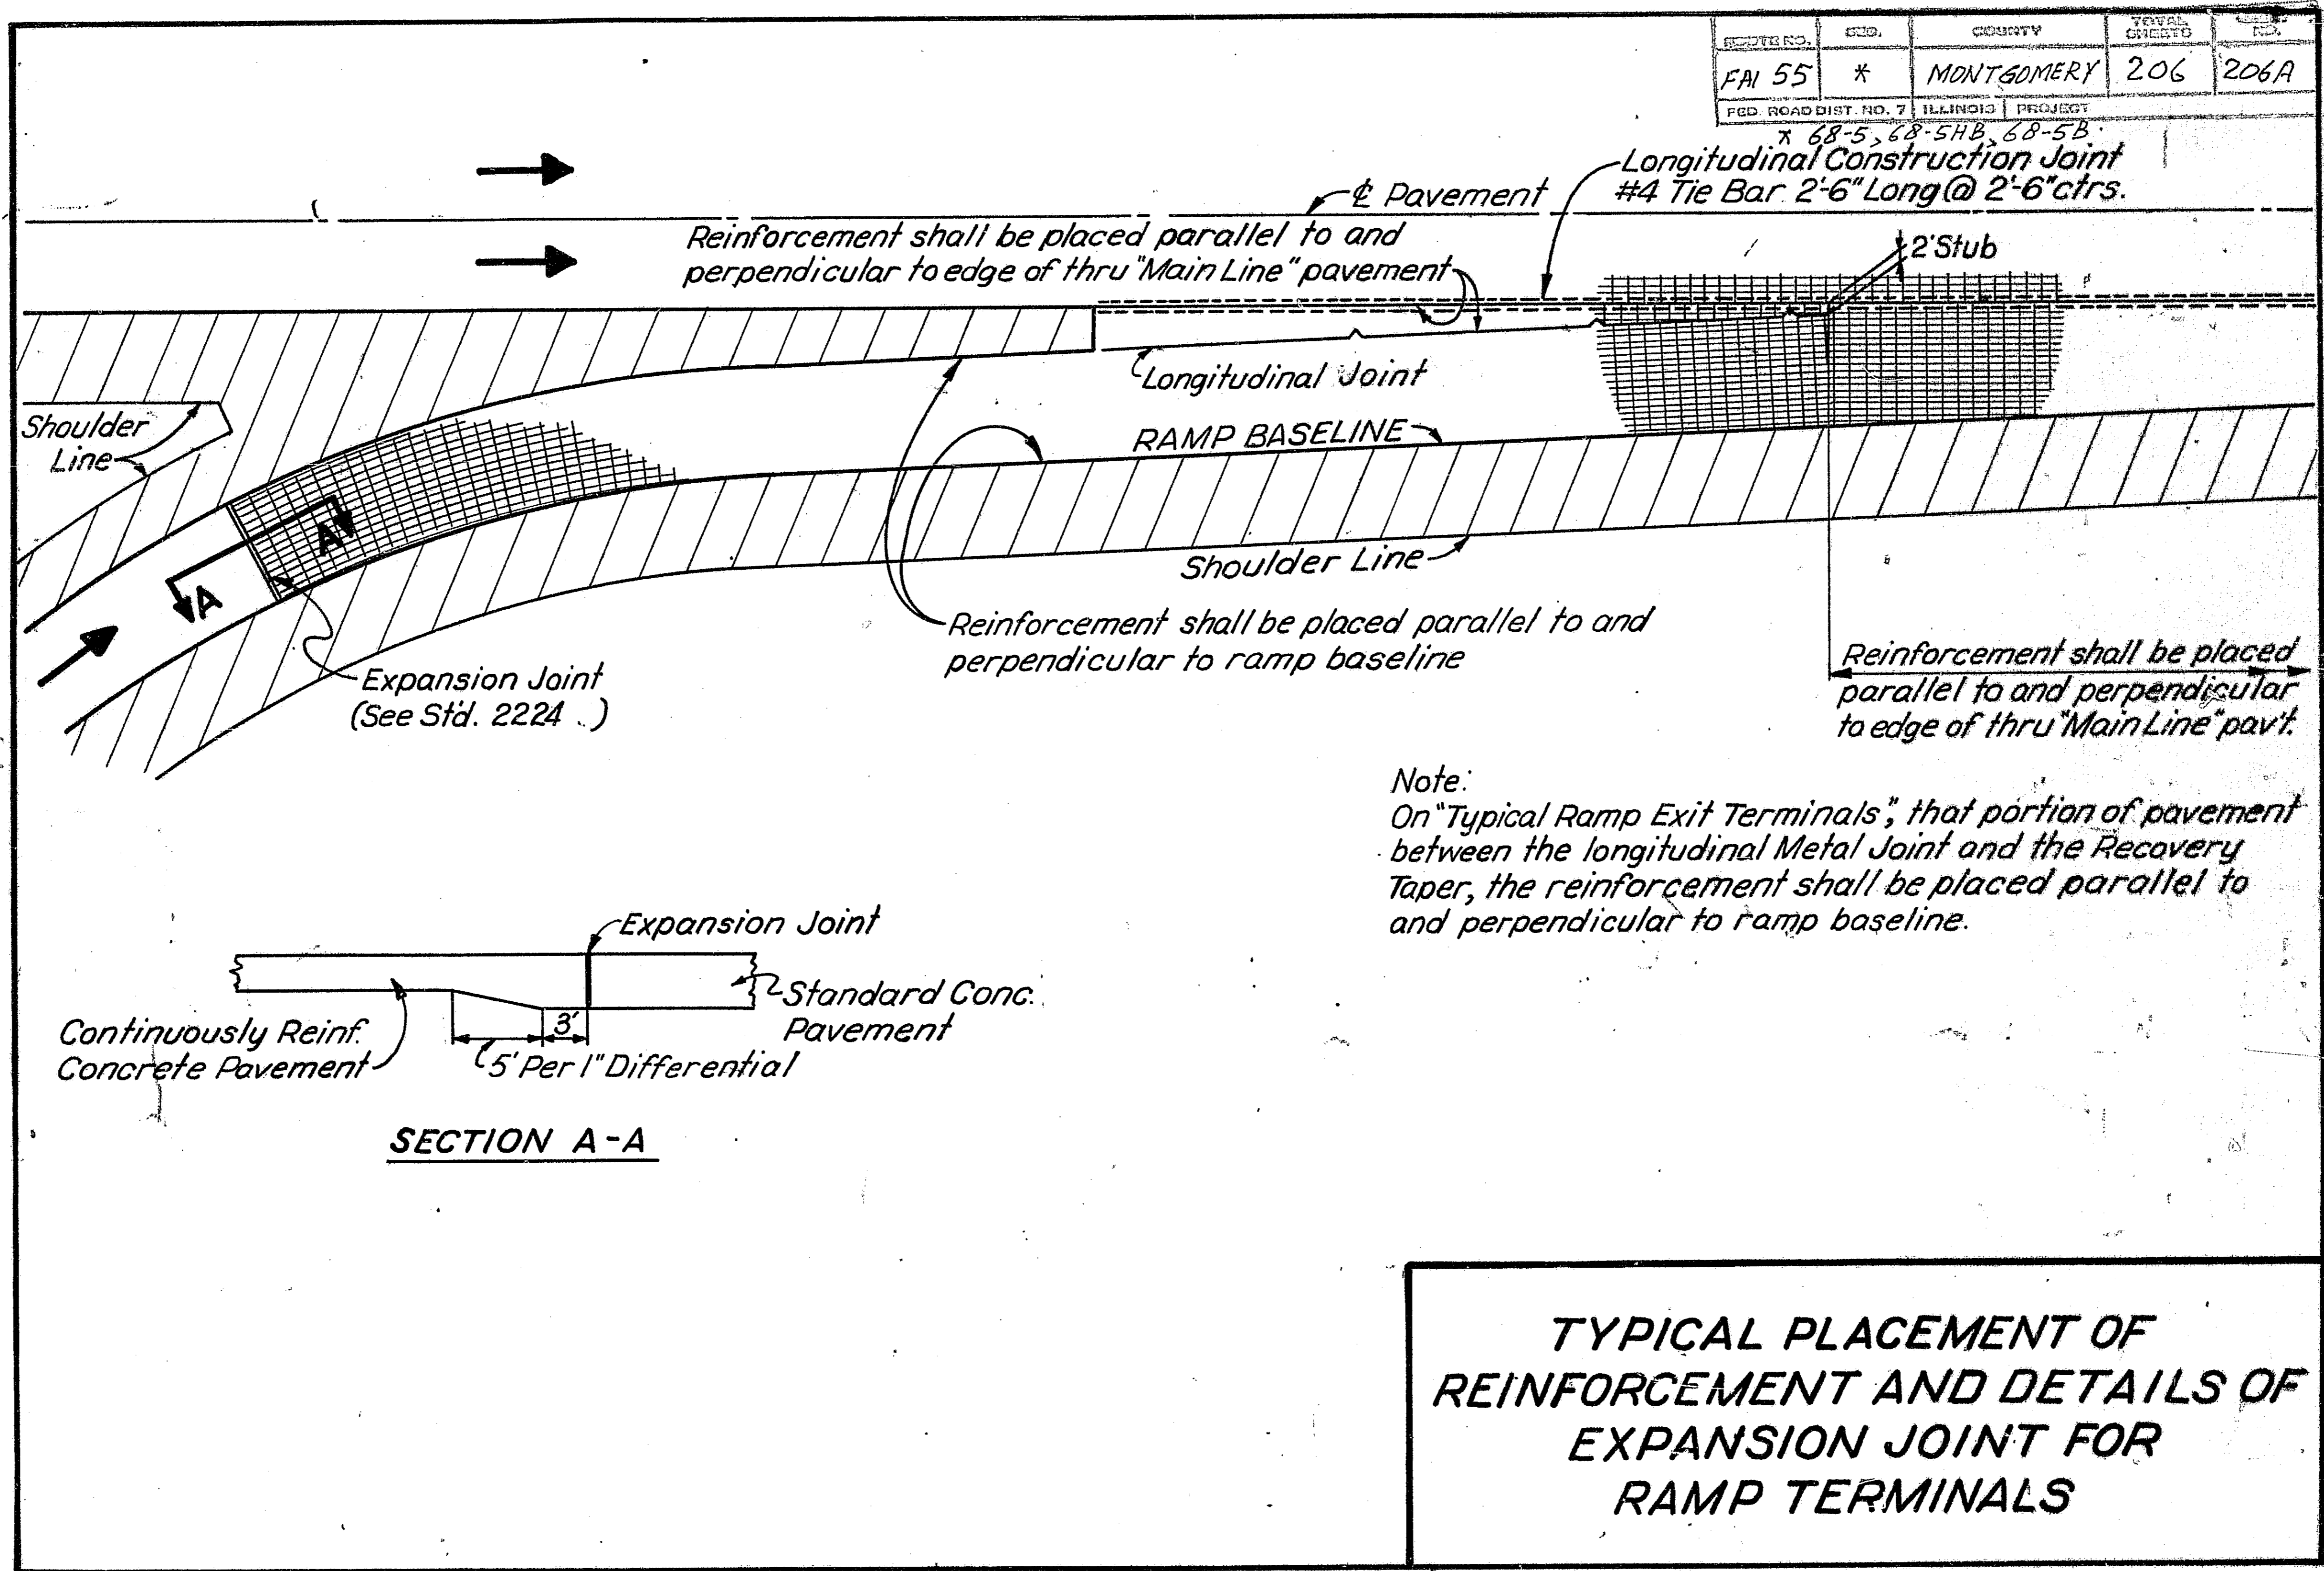 ROUTE NO. SEC. COUNTY TOTAL SHEETS NO.
FAI 55 * MONTGOMERY 206 206A
FED. ROAD DIST. NO. 7 ILLINOIS PROJECT
* 68-5, 68-5HB, 68-5B.
Longitudinal Construction Joint
#4 Tie Bar 2'-6" Long @ 2'-6" ctrs.
℄ Pavement
Reinforcement shall be placed parallel to and
perpendicular to edge of thru "Main Line" pavement
2' Stub
Longitudinal Joint
Shoulder
Line
RAMP BASELINE
A
A
Shoulder Line
Reinforcement shall be placed parallel to and
perpendicular to ramp baseline
Expansion Joint
(See Std. 2224 )
Reinforcement shall be placed
parallel to and perpendicular
to edge of thru "Main Line" pav't.
Note:
On "Typical Ramp Exit Terminals", that portion of pavement
between the longitudinal Metal Joint and the Recovery
Taper, the reinforcement shall be placed parallel to
and perpendicular to ramp baseline.
Expansion Joint
Standard Conc.
Pavement
3'
Continuously Reinf.
Concrete Pavement
5' Per 1" Differential
SECTION A-A
TYPICAL PLACEMENT OF
REINFORCEMENT AND DETAILS OF
EXPANSION JOINT FOR
RAMP TERMINALS